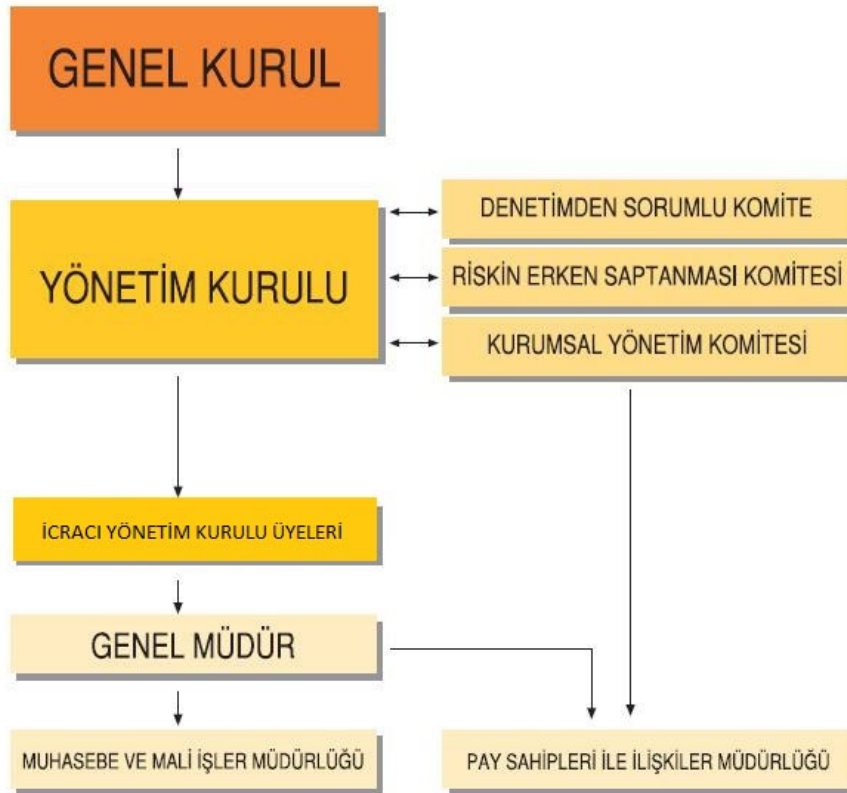 GENEL KURUL
YÖNETİM KURULU
DENETİMDEN SORUMLU KOMİTE
RİSKİN ERKEN SAPTANMASI KOMİTESİ
KURUMSAL YÖNETİM KOMİTESİ
İCRACI YÖNETİM KURULU ÜYELERİ
GENEL MÜDÜR
MUHASEBE VE MALİ İŞLER MÜDÜRLÜĞÜ
PAY SAHİPLERİ İLE İLİŞKİLER MÜDÜRLÜĞÜ